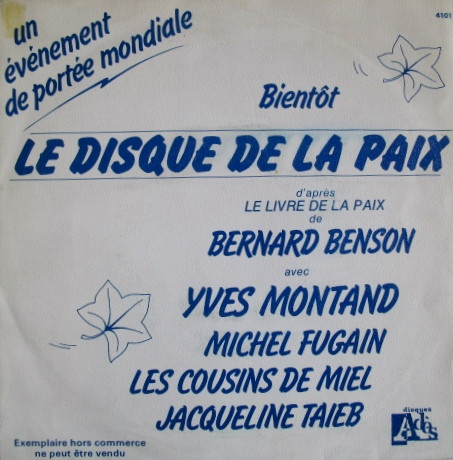 un
événement
de portée mondiale
4101
Bientôt
LE DISQUE DE LA PAIX
d'après
LE LIVRE DE LA PAIX
de
BERNARD BENSON
avec
YVES MONTAND
MICHEL FUGAIN
LES COUSINS DE MIEL
JACQUELINE TAIEB
disques
Adès
Exemplaire hors commerce
ne peut être vendu